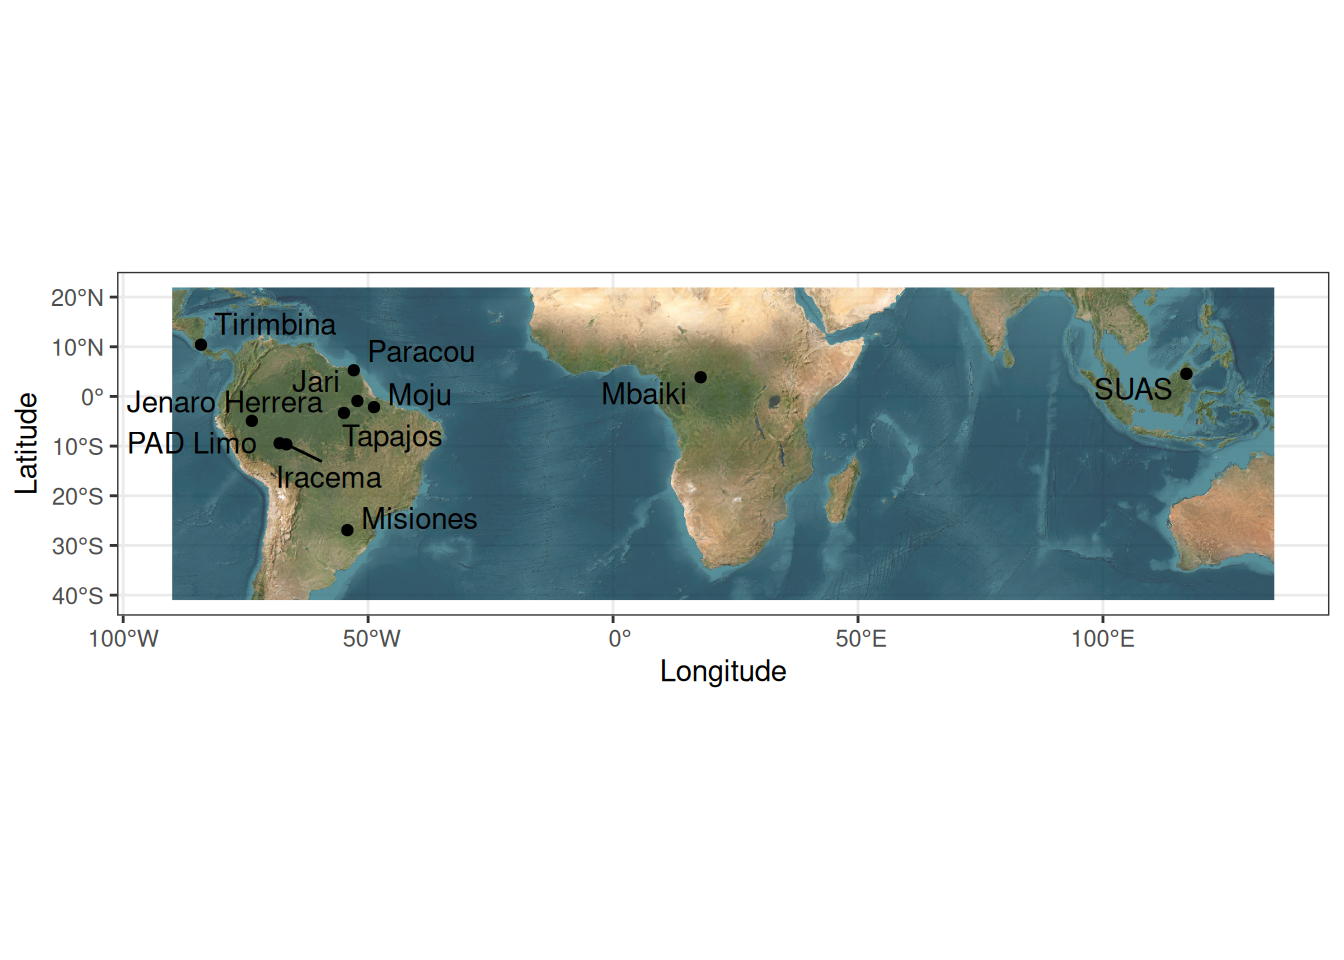 Latitude
20°N
10°N
0°
10°S
20°S
30°S
40°S
Tirimbina
Paracou
Jari
Moju
Jenaro Herrera
Tapajos
PAD Limo
Iracema
Misiones
Mbaiki
SUAS
100°W
50°W
0°
50°E
100°E
Longitude